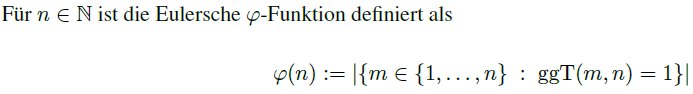 Für n ∈ ℕ ist die Eulersche φ-Funktion definiert als
φ(n) := |{m ∈ {1, . . . , n} : ggT(m, n) = 1}|